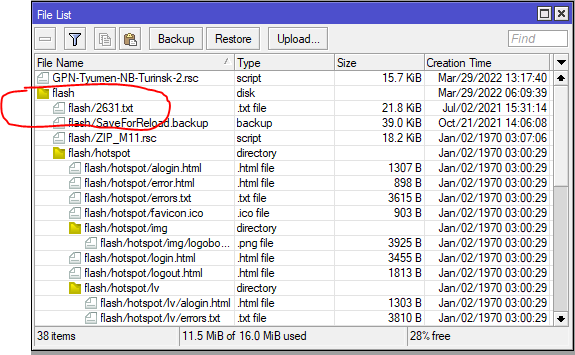 File List
Backup Restore Upload... Find
File Name Type Size Creation Time
GPN-Tyumen-NB-Turinsk-2.rsc script 15.7 KiB Mar/29/2022 13:17:40
flash disk Mar/29/2022 06:09:39
flash/2631.txt .txt file 21.8 KiB Jul/02/2021 15:31:14
flash/SaveForReload.backup backup 39.0 KiB Oct/21/2021 14:06:08
flash/ZIP_M11.rsc script 18.2 KiB Jan/02/1970 03:07:06
flash/hotspot directory Jan/02/1970 03:00:29
flash/hotspot/alogin.html .html file 1307 B Jan/02/1970 03:00:29
flash/hotspot/error.html .html file 898 B Jan/02/1970 03:00:29
flash/hotspot/errors.txt .txt file 3615 B Jan/02/1970 03:00:29
flash/hotspot/favicon.ico .ico file 903 B Jan/02/1970 03:00:29
flash/hotspot/img directory Jan/02/1970 03:00:29
flash/hotspot/img/logobo... .png file 3925 B Jan/02/1970 03:00:29
flash/hotspot/login.html .html file 3455 B Jan/02/1970 03:00:29
flash/hotspot/logout.html .html file 1813 B Jan/02/1970 03:00:29
flash/hotspot/lv directory Jan/02/1970 03:00:29
flash/hotspot/lv/alogin.html .html file 1303 B Jan/02/1970 03:00:29
flash/hotspot/lv/errors.txt .txt file 3810 B Jan/02/1970 03:00:29
38 items 11.5 MiB of 16.0 MiB used 28% free